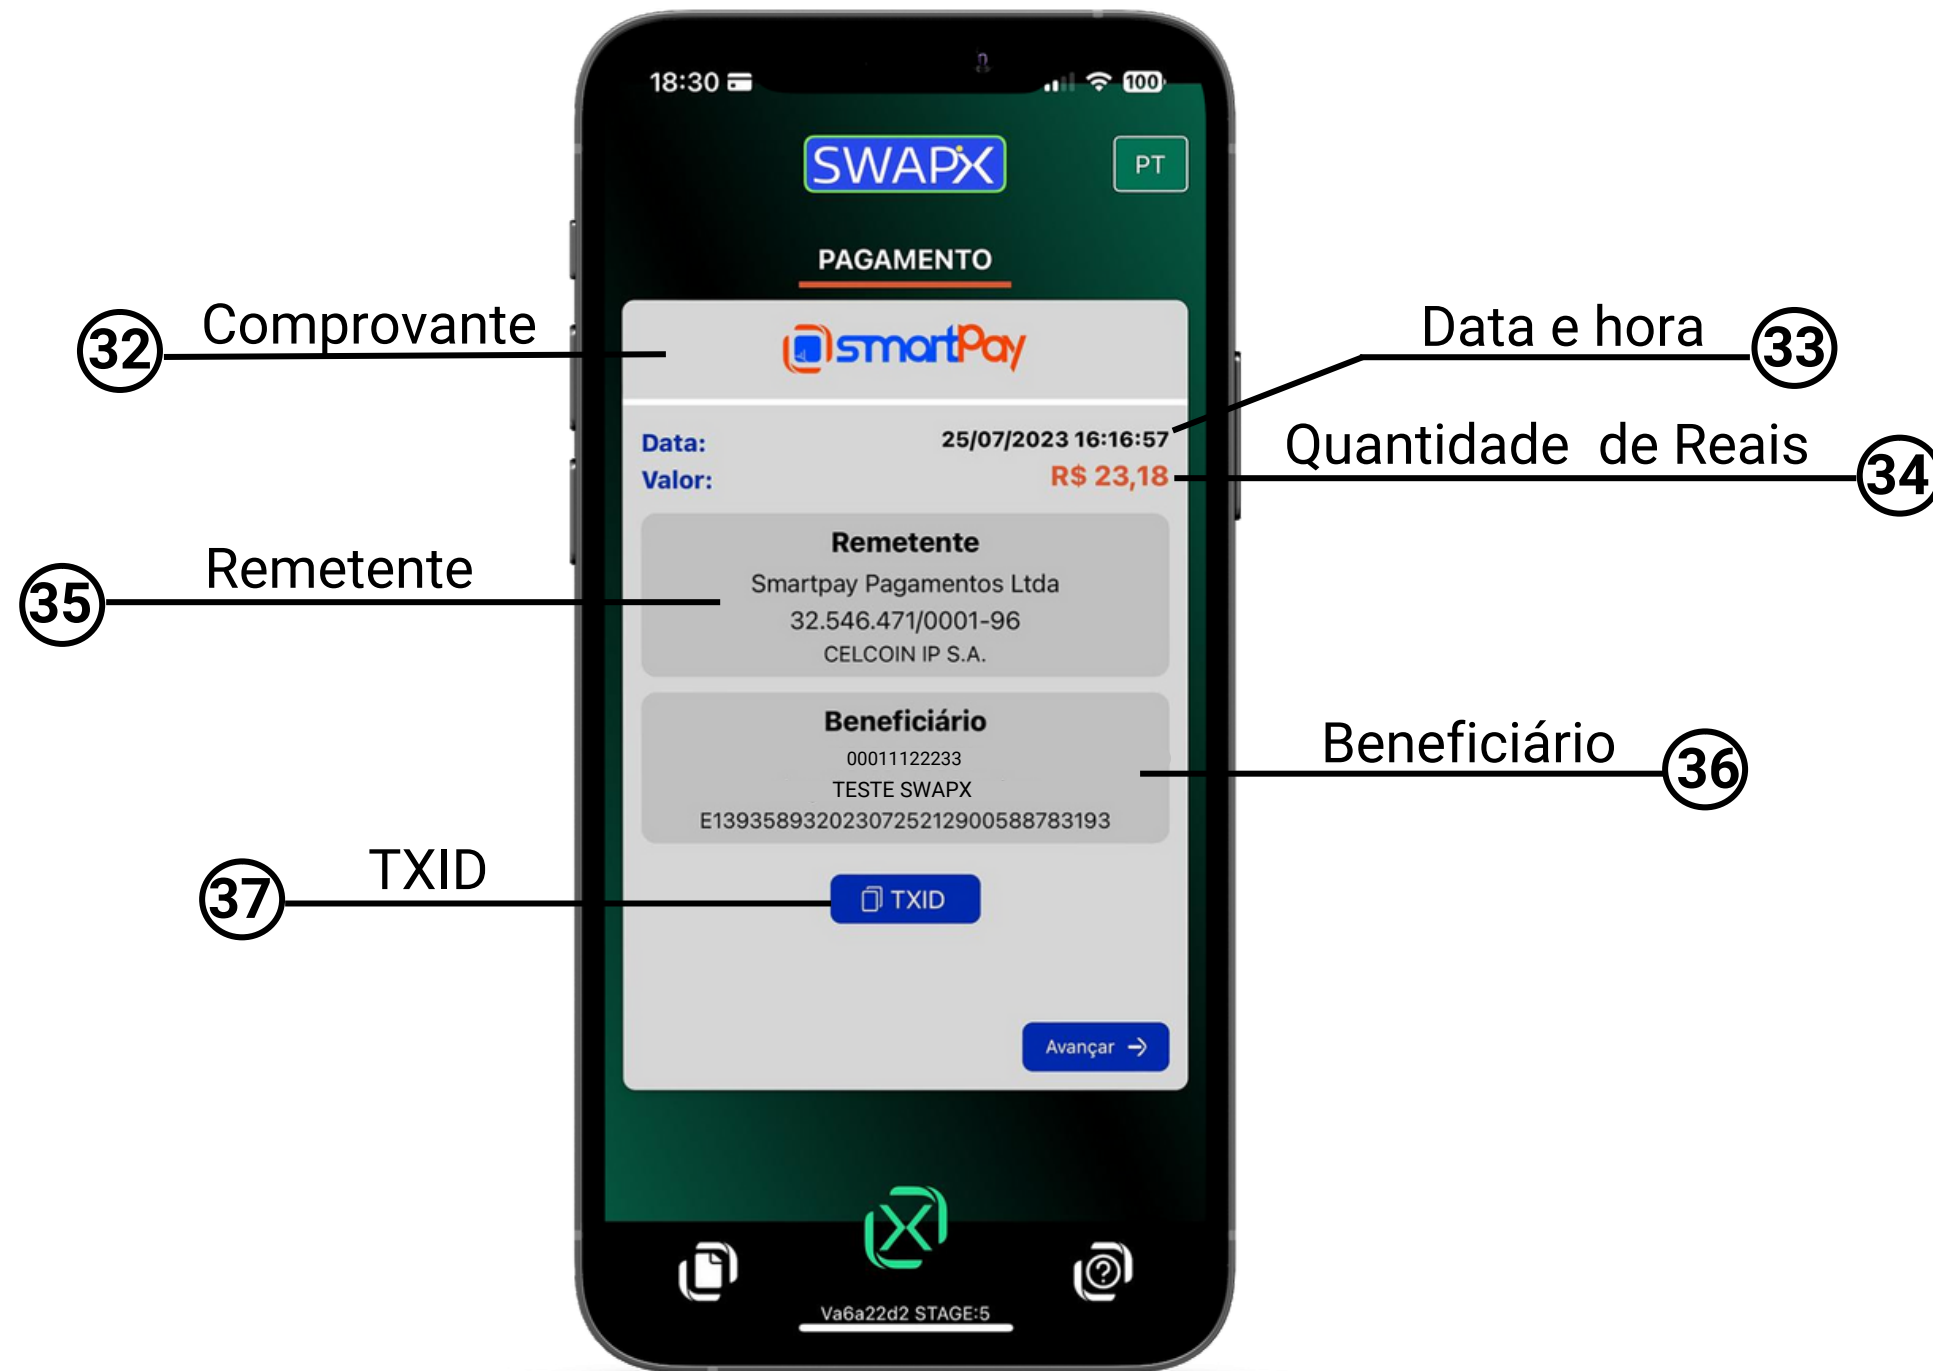 18:30
100
SWAPX
PT
PAGAMENTO
32
Comprovante
smartPay
Data e hora
33
Data:
25/07/2023 16:16:57
Valor:
R$ 23,18
Quantidade de Reais
34
Remetente
Smartpay Pagamentos Ltda
32.546.471/0001-96
CELCOIN IP S.A.
35
Remetente
Beneficiário
00011122233
TESTE SWAPX
E13935893202307252129005887831​93
Beneficiário
36
37
TXID
TXID
Avançar
Va6a22d2 STAGE:5